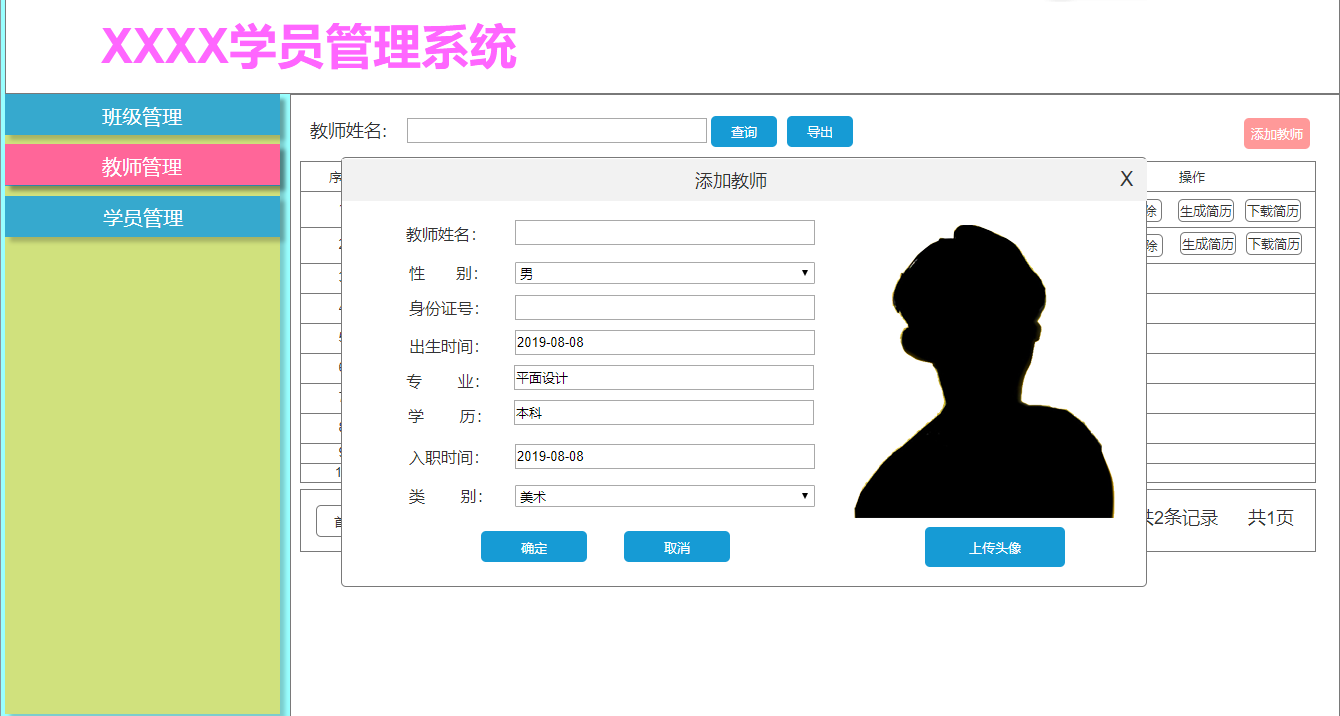 XXXX学员管理系统
班级管理
教师管理
学员管理
教师姓名:
查询
导出
添加教师
序
操作
除
生成简历
下载简历
除
生成简历
下载简历
添加教师
X
教师姓名：
性 别：
男
身份证号：
出生时间：
2019-08-08
专 业：
平面设计
学 历：
本科
入职时间：
2019-08-08
类 别：
美术
确定
取消
上传头像
首
共2条记录
共1页